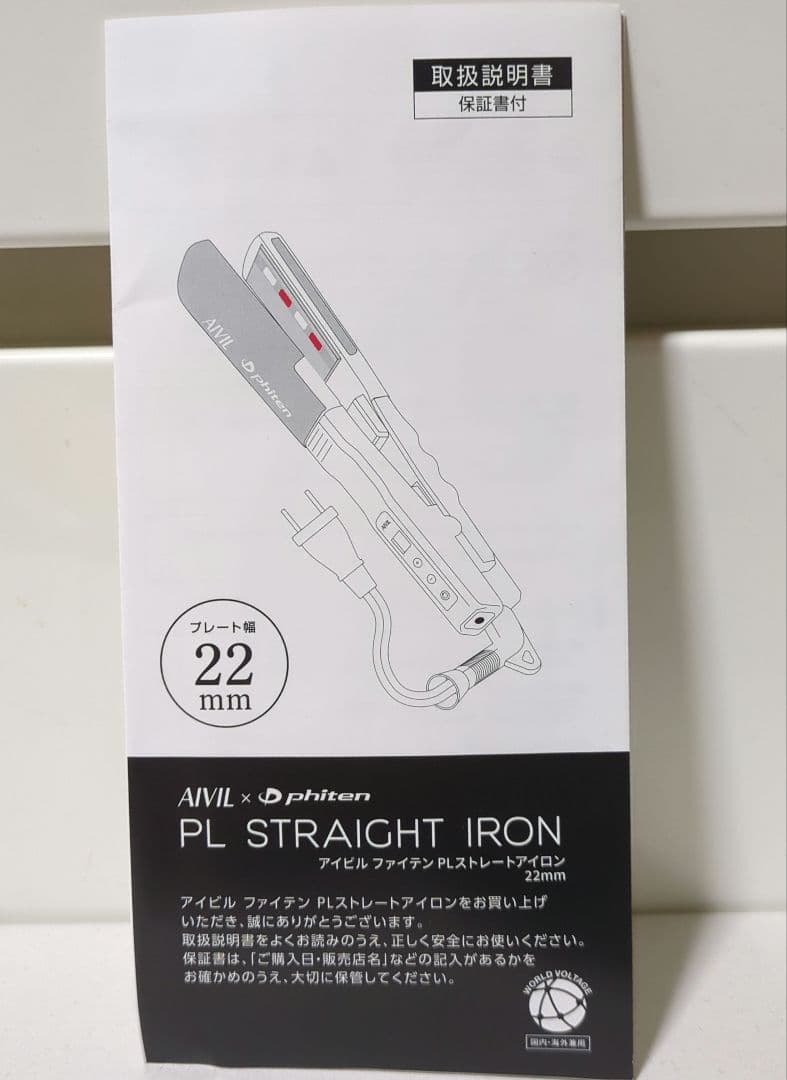 取扱説明書
保証書付
AIVIL
phiten
AIVIL
プレート幅
22
mm
AIVIL × phiten
PL STRAIGHT IRON
アイビル ファイテン PLストレートアイロン
22mm
アイビル ファイテン PLストレートアイロンをお買い上げ
いただき、誠にありがとうございます。
取扱説明書をよくお読みのうえ、正しく安全にお使いください。
保証書は、「ご購入日・販売店名」などの記入があるかを
お確かめのうえ、大切に保管してください。
WORLD VOLTAGE
国内・海外兼用